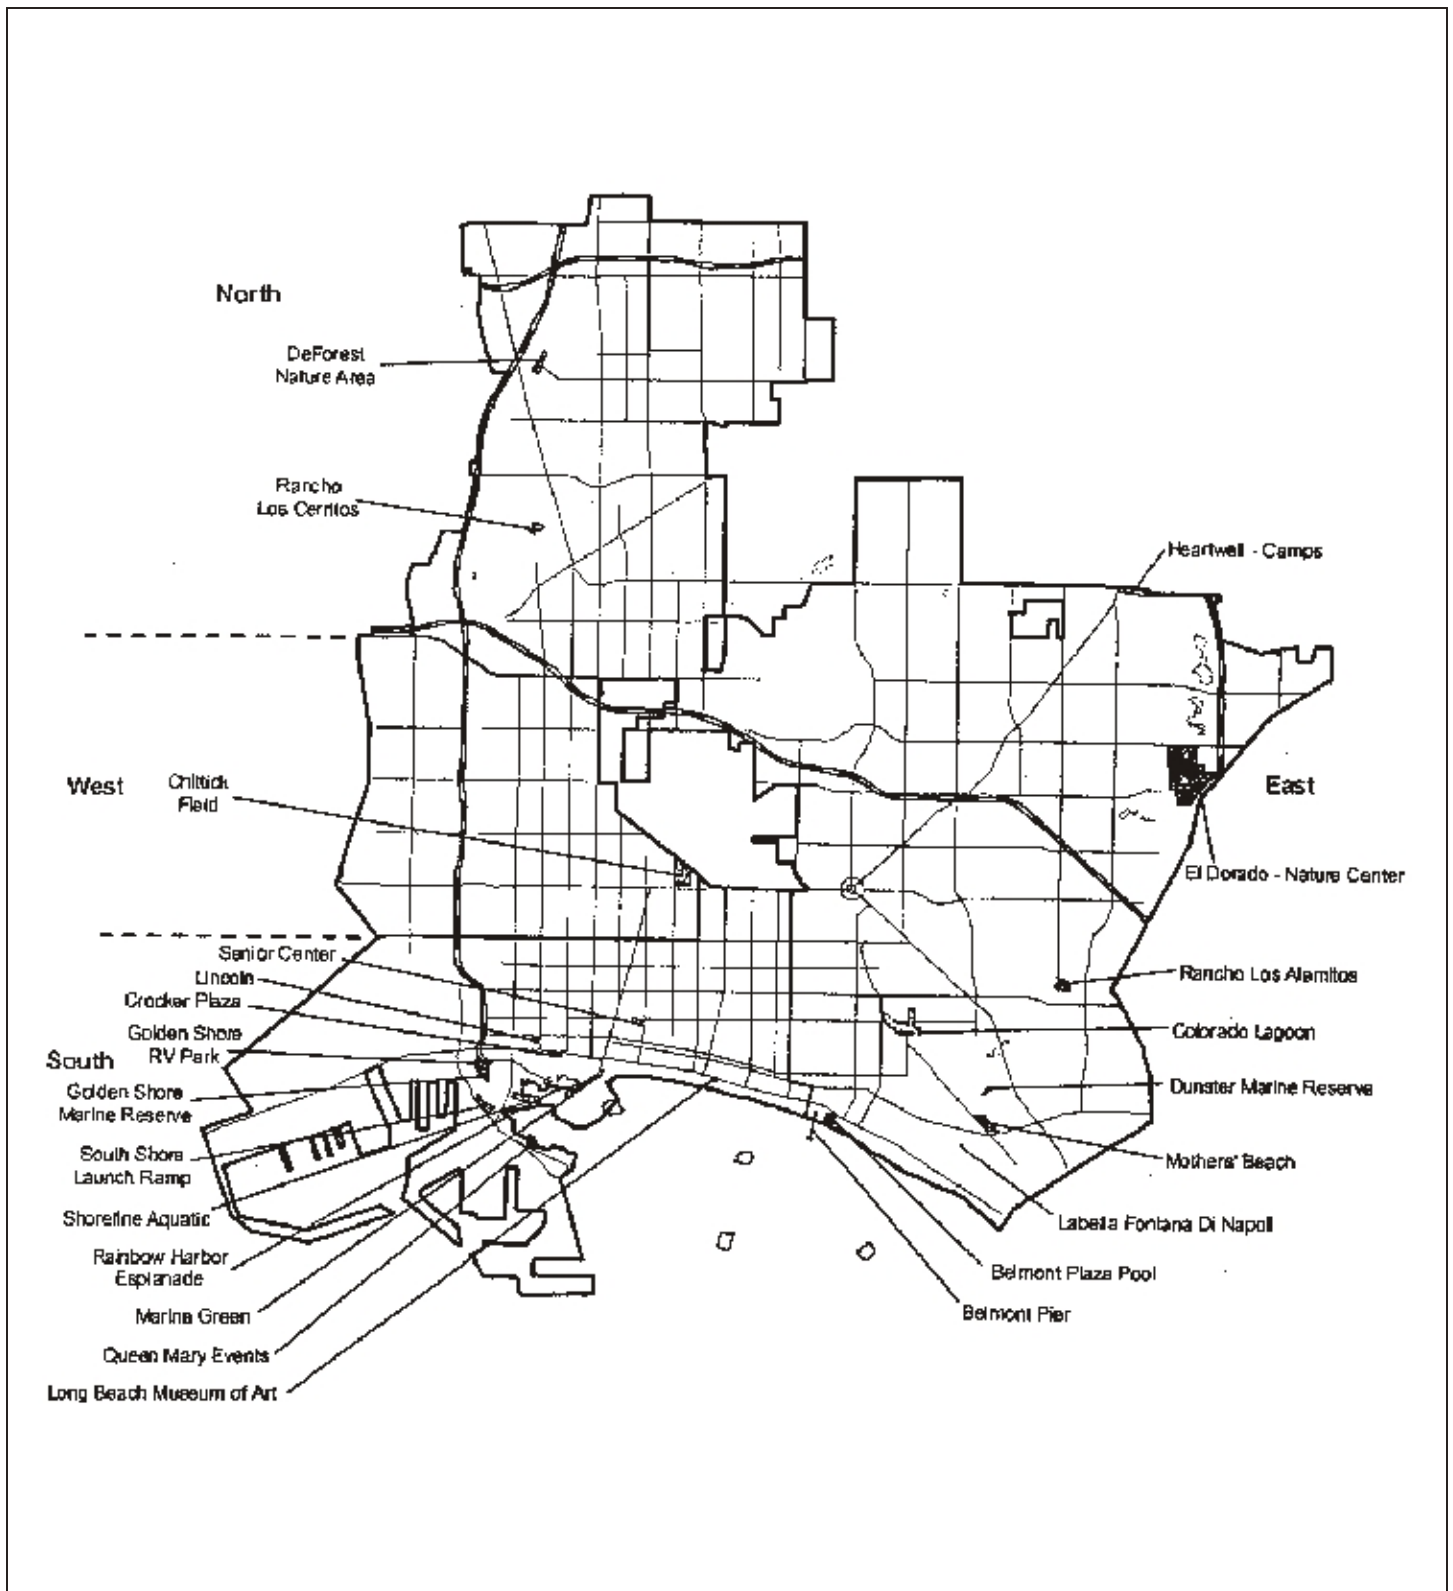 North
DeForest
Nature Area
Rancho
Los Cerritos
Heartwell - Camps
West
Chittick
Field
East
El Dorado - Nature Center
Senior Center
Lincoln
Crocker Plaza
Golden Shore
RV Park
South
Golden Shore
Marine Reserve
South Shore
Launch Ramp
Shoreline Aquatic
Rainbow Harbor
Esplanade
Marina Green
Queen Mary Events
Long Beach Museum of Art
Rancho Los Alamitos
Colorado Lagoon
Dunster Marine Reserve
Mothers' Beach
Labella Fontana Di Napoli
Belmont Plaza Pool
Belmont Pier